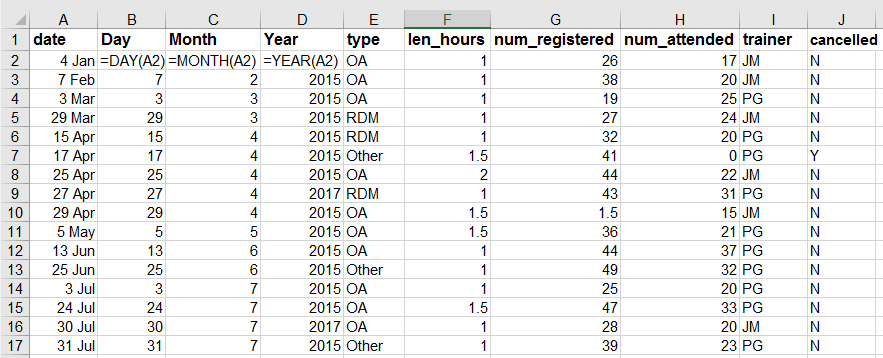 A B C D E F G H I J
1 date Day Month Year type len_hours num_registered num_attended trainer cancelled
2 4 Jan =DAY(A2) =MONTH(A2) =YEAR(A2) OA 1 26 17 JM N
3 7 Feb 7 2 2015 OA 1 38 20 JM N
4 3 Mar 3 3 2015 OA 1 19 25 PG N
5 29 Mar 29 3 2015 RDM 1 27 24 JM N
6 15 Apr 15 4 2015 RDM 1 32 20 PG N
7 17 Apr 17 4 2015 Other 1.5 41 0 PG Y
8 25 Apr 25 4 2015 OA 2 44 22 JM N
9 27 Apr 27 4 2017 RDM 1 43 31 PG N
10 29 Apr 29 4 2015 OA 1.5 1.5 15 JM N
11 5 May 5 5 2015 OA 1.5 36 21 PG N
12 13 Jun 13 6 2015 OA 1 44 37 PG N
13 25 Jun 25 6 2015 Other 1 49 32 PG N
14 3 Jul 3 7 2015 OA 1 25 20 PG N
15 24 Jul 24 7 2015 OA 1.5 47 33 PG N
16 30 Jul 30 7 2017 OA 1 28 20 JM N
17 31 Jul 31 7 2015 Other 1 39 23 PG N